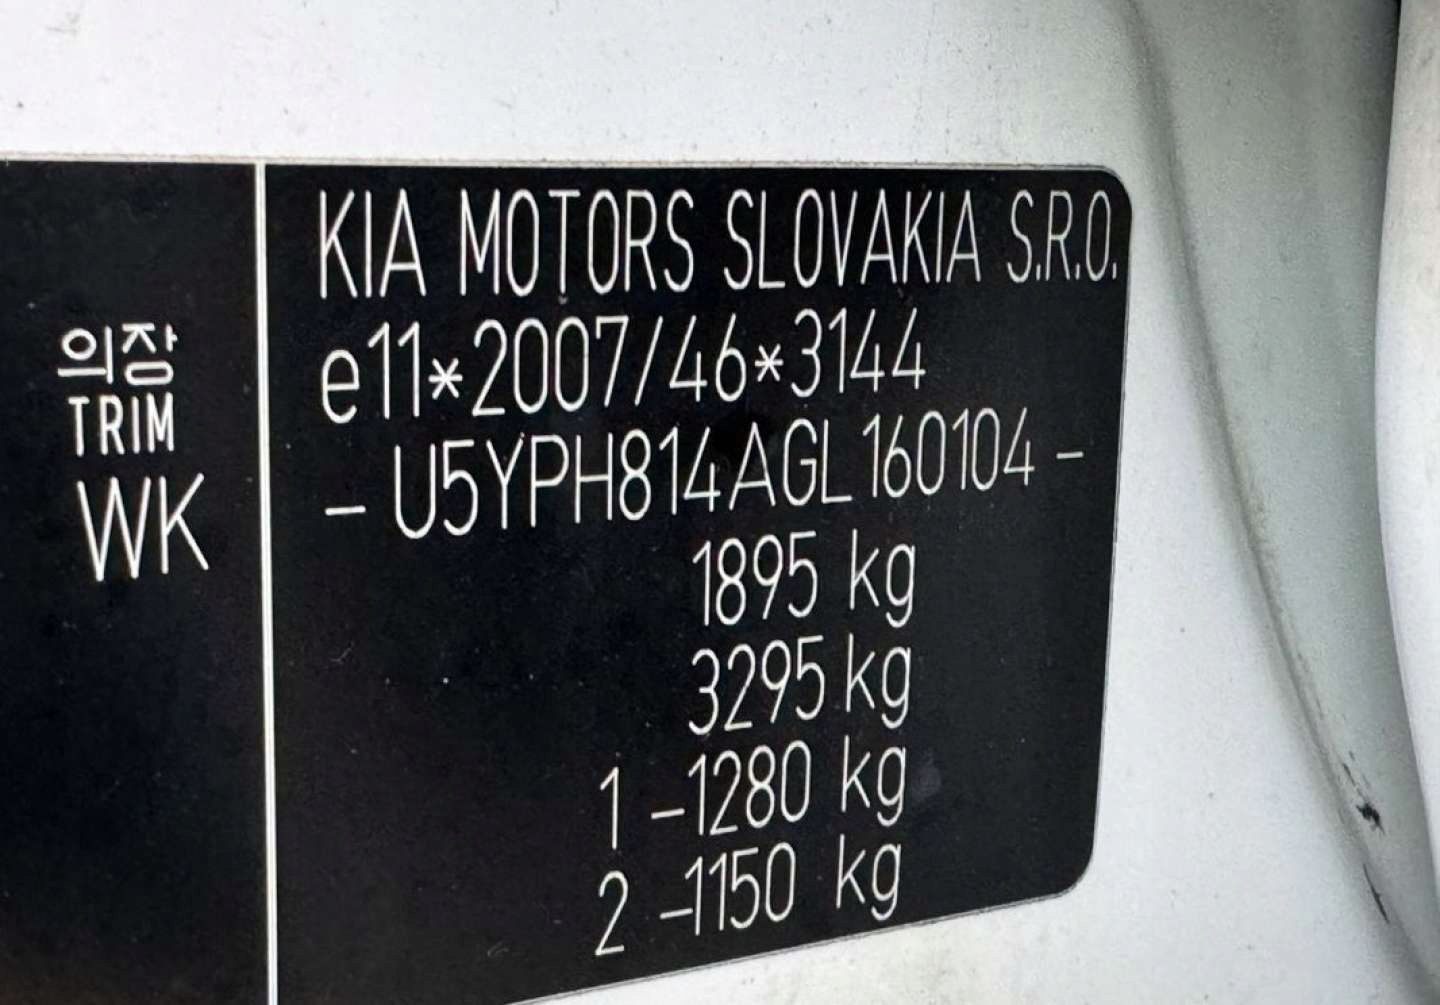 의장
TRIM
WK
KIA MOTORS SLOVAKIA S.R.O.
e11*2007/46*3144
- U5YPH814AGL160104 -
1895 kg
3295 kg
1 -1280 kg
2 -1150 kg